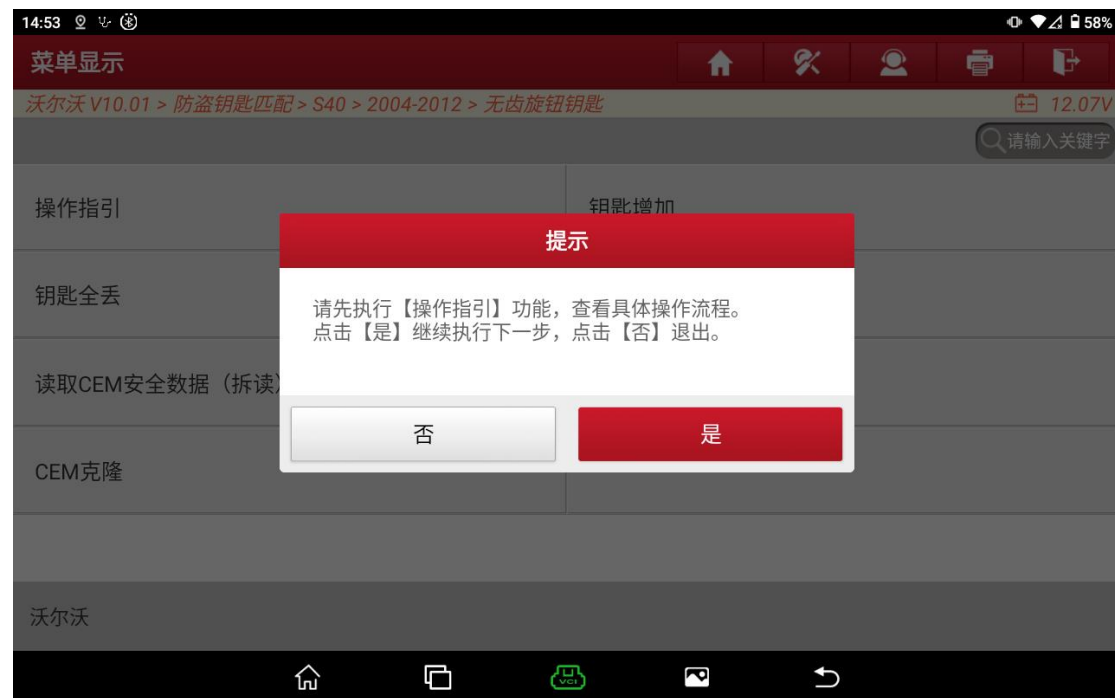 14:53
58%
菜单显示
沃尔沃 V10.01 > 防盗钥匙匹配 > S40 > 2004-2012 > 无齿旋钮钥匙
12.07V
请输入关键字
操作指引
钥匙增加
提示
钥匙全丢
请先执行【操作指引】功能，查看具体操作流程。
点击【是】继续执行下一步，点击【否】退出。
读取CEM安全数据（拆读）
否
是
CEM克隆
沃尔沃
VCI